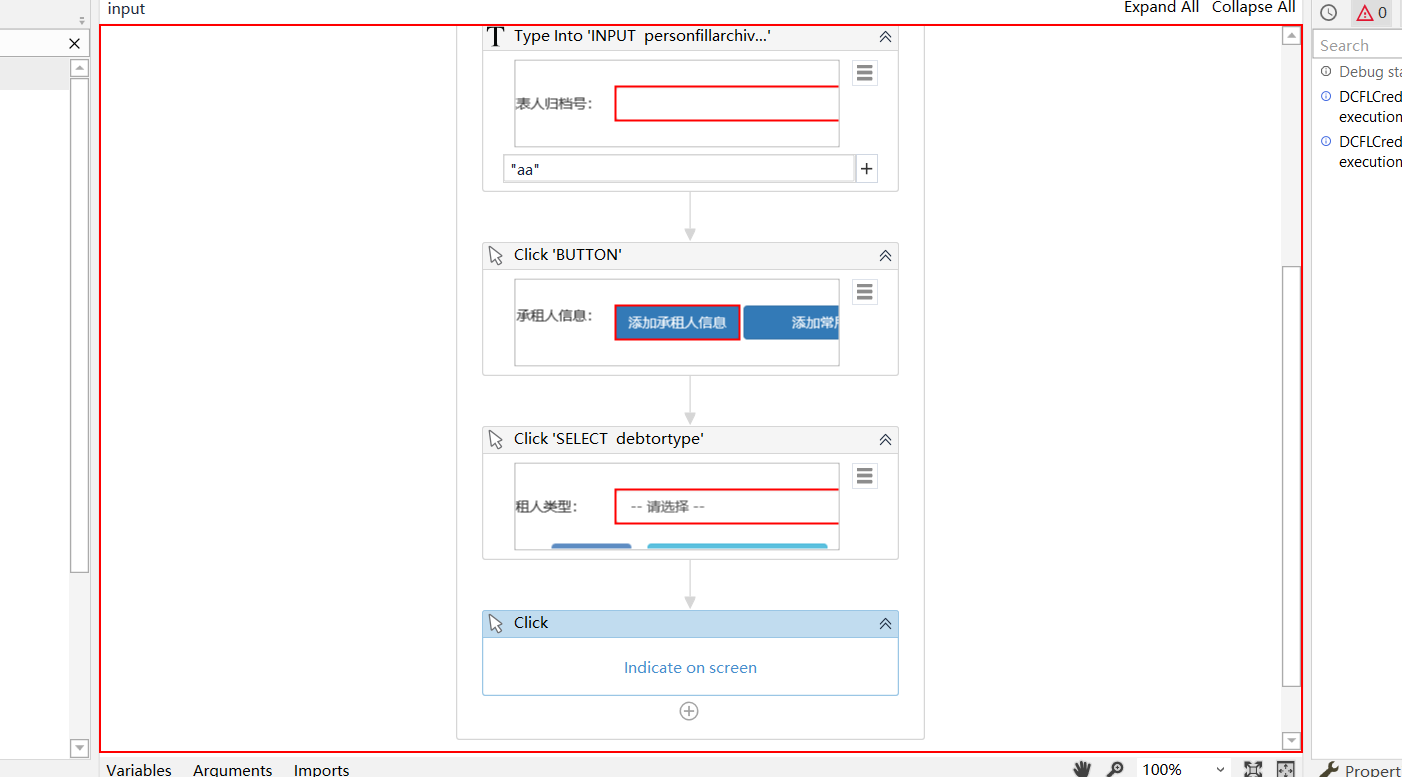 input
Expand All Collapse All
0
Search
Debug sta
DCFLCred
execution
DCFLCred
execution
T Type Into 'INPUT personfillarchiv...'
表人归档号：
"aa"
Click 'BUTTON'
承租人信息：
添加承租人信息
添加常用
Click 'SELECT debtortype'
租人类型：
-- 请选择 --
Click
Indicate on screen
Variables Arguments Imports
100%
Propert